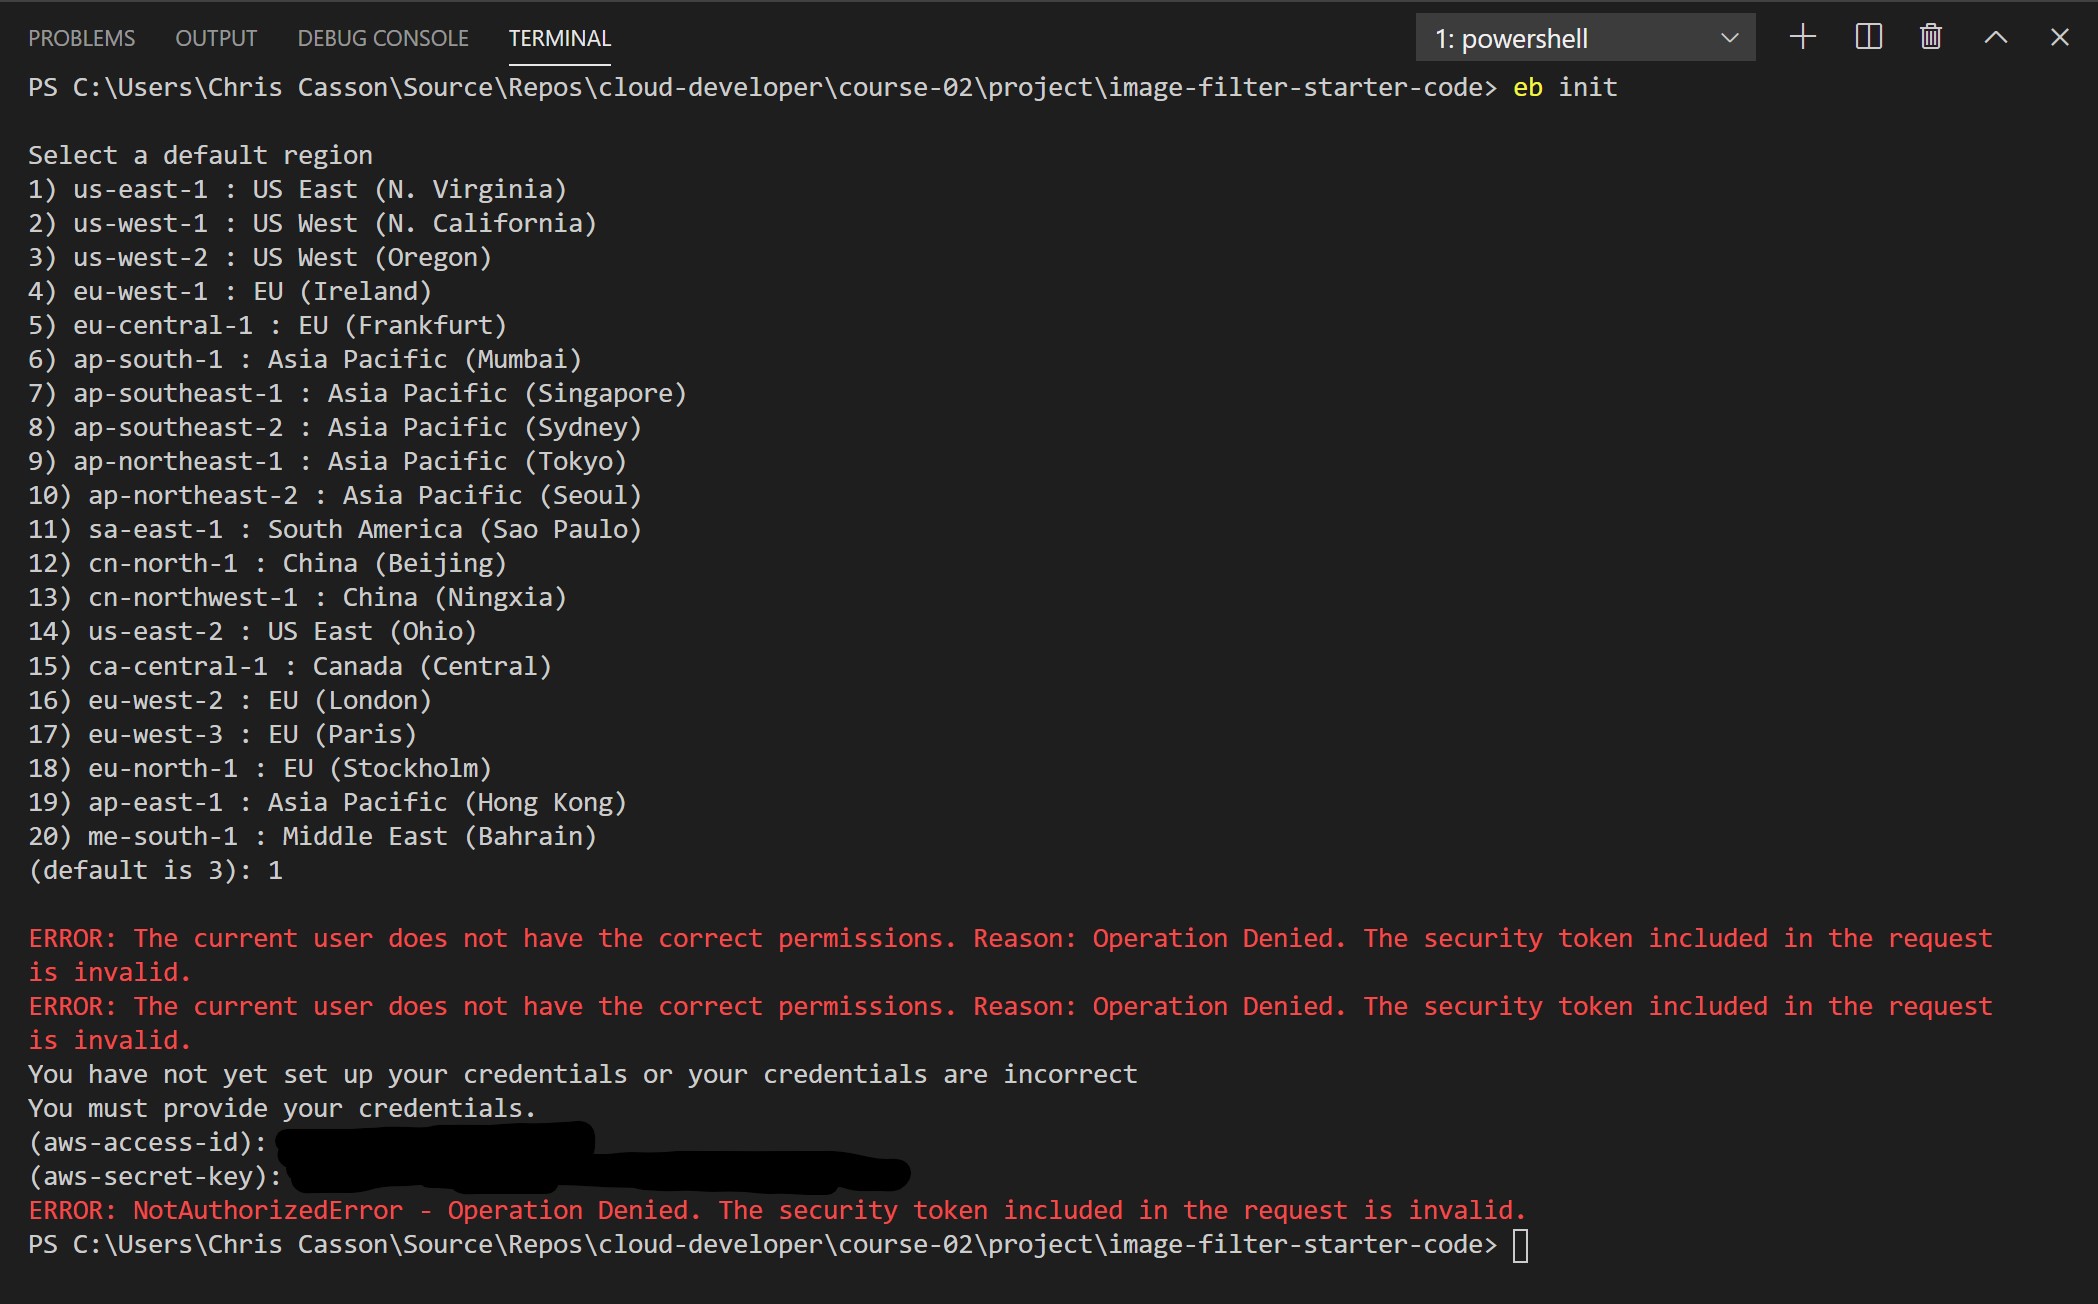 PROBLEMS OUTPUT DEBUG CONSOLE TERMINAL 1: powershell
PS C:\Users\Chris Casson\Source\Repos\cloud-developer\course-02\project\image-filter-starter-code> eb init
Select a default region
1) us-east-1 : US East (N. Virginia)
2) us-west-1 : US West (N. California)
3) us-west-2 : US West (Oregon)
4) eu-west-1 : EU (Ireland)
5) eu-central-1 : EU (Frankfurt)
6) ap-south-1 : Asia Pacific (Mumbai)
7) ap-southeast-1 : Asia Pacific (Singapore)
8) ap-southeast-2 : Asia Pacific (Sydney)
9) ap-northeast-1 : Asia Pacific (Tokyo)
10) ap-northeast-2 : Asia Pacific (Seoul)
11) sa-east-1 : South America (Sao Paulo)
12) cn-north-1 : China (Beijing)
13) cn-northwest-1 : China (Ningxia)
14) us-east-2 : US East (Ohio)
15) ca-central-1 : Canada (Central)
16) eu-west-2 : EU (London)
17) eu-west-3 : EU (Paris)
18) eu-north-1 : EU (Stockholm)
19) ap-east-1 : Asia Pacific (Hong Kong)
20) me-south-1 : Middle East (Bahrain)
(default is 3): 1
ERROR: The current user does not have the correct permissions. Reason: Operation Denied. The security token included in the request
is invalid.
ERROR: The current user does not have the correct permissions. Reason: Operation Denied. The security token included in the request
is invalid.
You have not yet set up your credentials or your credentials are incorrect
You must provide your credentials.
(aws-access-id):
(aws-secret-key):
ERROR: NotAuthorizedError - Operation Denied. The security token included in the request is invalid.
PS C:\Users\Chris Casson\Source\Repos\cloud-developer\course-02\project\image-filter-starter-code>